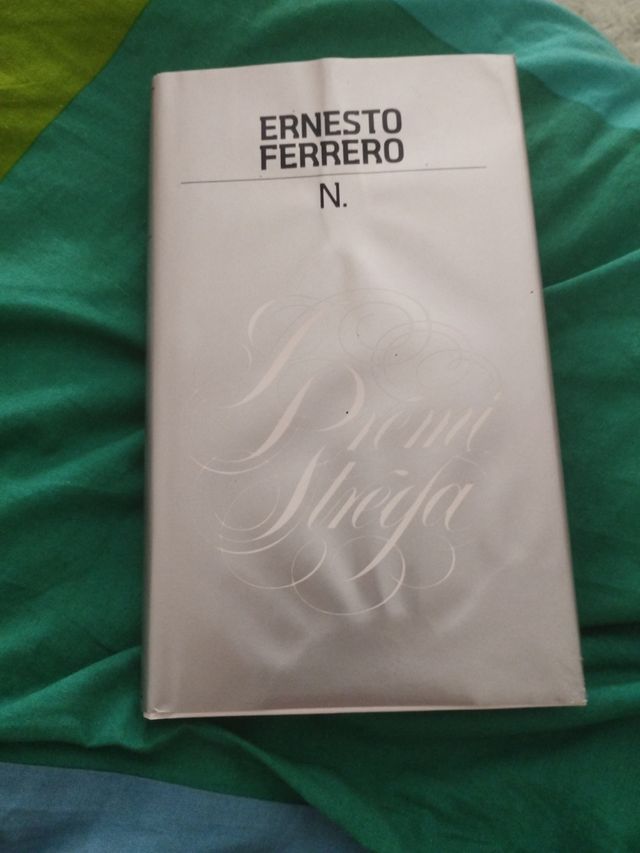 ERNESTO
FERRERO
N.
I
Premi
Strega